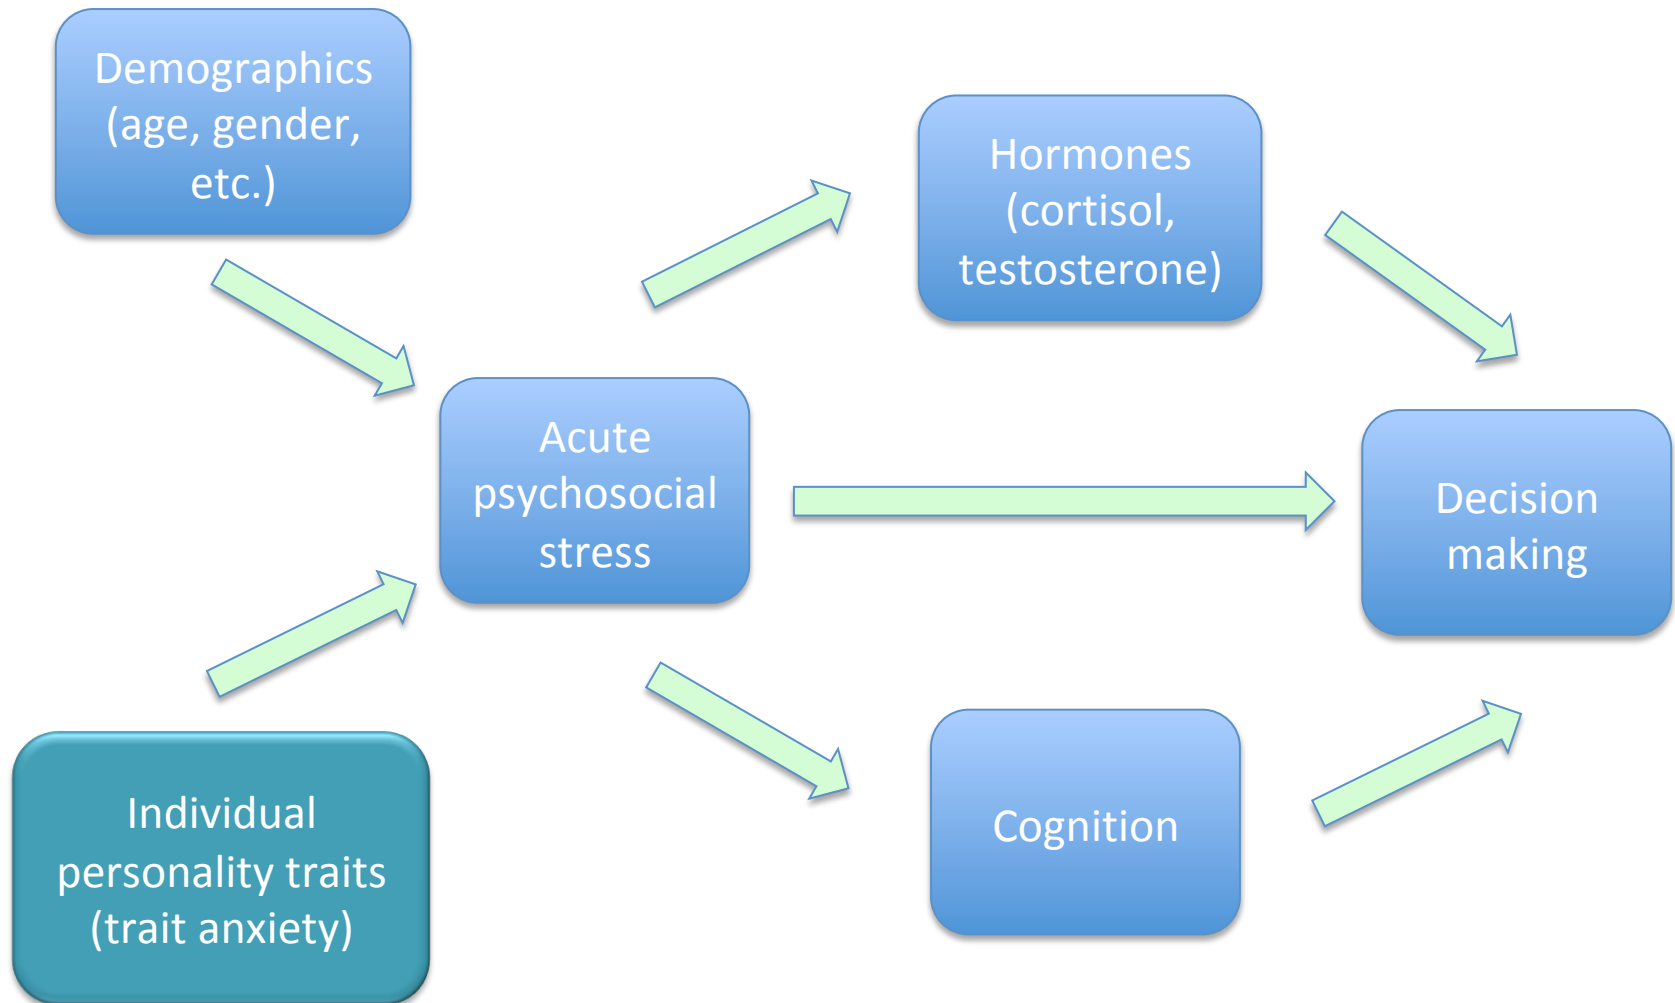 Demographics
(age, gender,
etc.)
Hormones
(cortisol,
testosterone)
Acute
psychosocial
stress
Decision
making
Individual
personality traits
(trait anxiety)
Cognition